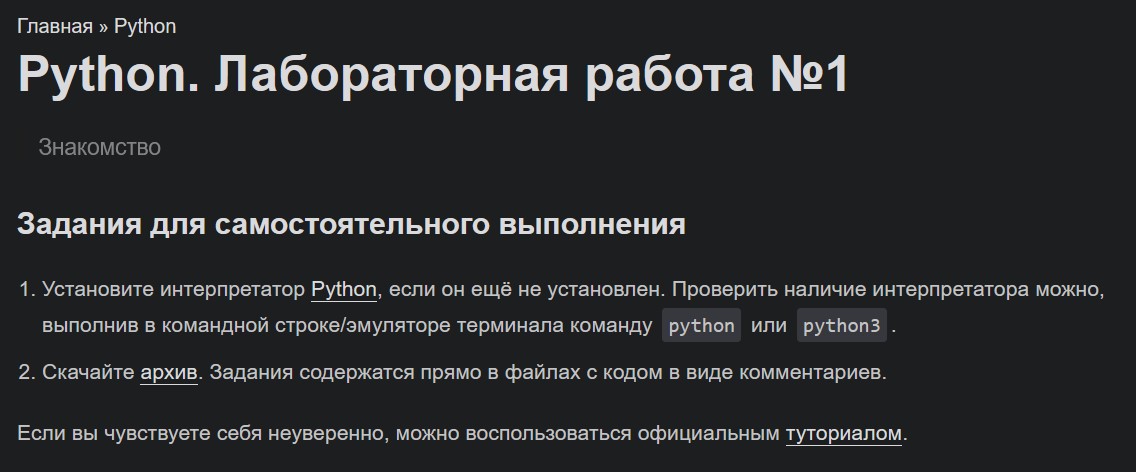 Главная » Python
Python. Лабораторная работа №1
Знакомство
Задания для самостоятельного выполнения
1. Установите интерпретатор Python, если он ещё не установлен. Проверить наличие интерпретатора можно,
выполнив в командной строке/эмуляторе терминала команду python или python3 .
2. Скачайте архив. Задания содержатся прямо в файлах с кодом в виде комментариев.
Если вы чувствуете себя неуверенно, можно воспользоваться официальным туториалом.